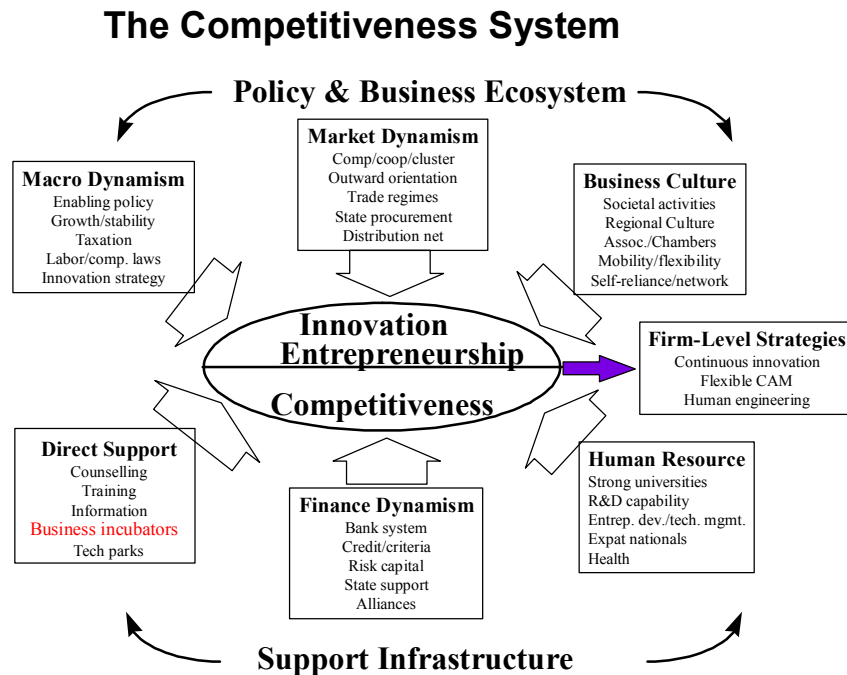 The Competitiveness System
Policy & Business Ecosystem
Macro Dynamism
Enabling policy
Growth/stability
Taxation
Labor/comp. laws
Innovation strategy
Market Dynamism
Comp/coop/cluster
Outward orientation
Trade regimes
State procurement
Distribution net
Business Culture
Societal activities
Regional Culture
Assoc./Chambers
Mobility/flexibility
Self-reliance/network
Innovation
Entrepreneurship
Competitiveness
Firm-Level Strategies
Continuous innovation
Flexible CAM
Human engineering
Direct Support
Counselling
Training
Information
Business incubators
Tech parks
Finance Dynamism
Bank system
Credit/criteria
Risk capital
State support
Alliances
Human Resource
Strong universities
R&D capability
Entrep. dev./tech. mgmt.
Expat nationals
Health
Support Infrastructure